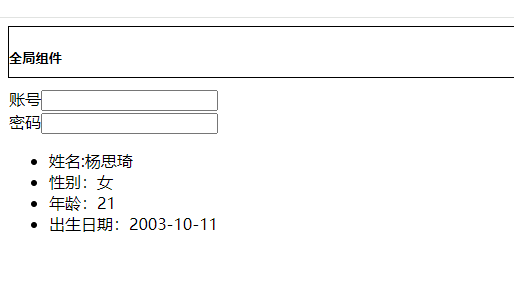 全局组件
账号
密码
姓名:杨思琦
性别：女
年龄：21
出生日期：2003-10-11